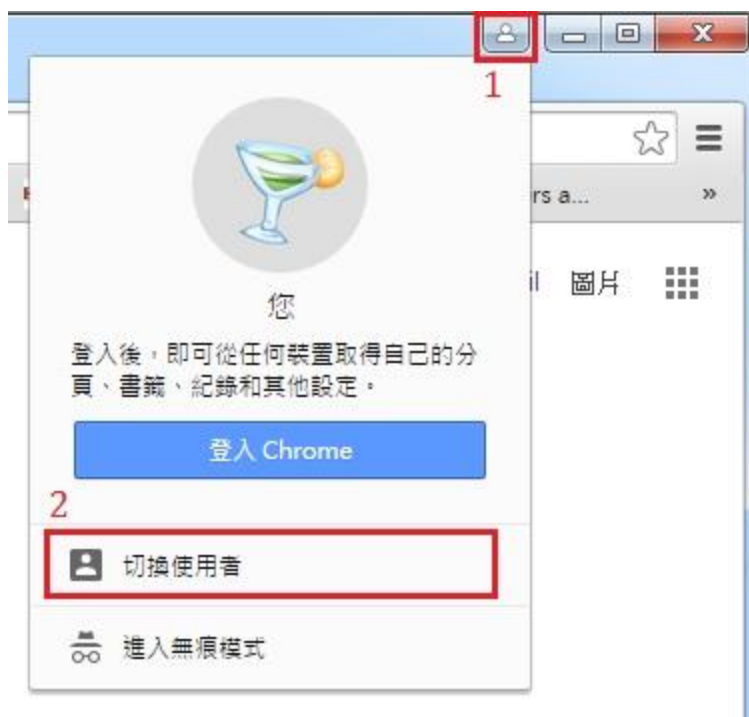 1
rs a...
»
圖片
您
登入後，即可從任何裝置取得自己的分
頁、書籤、紀錄和其他設定。
登入 Chrome
2
切換使用者
進入無痕模式